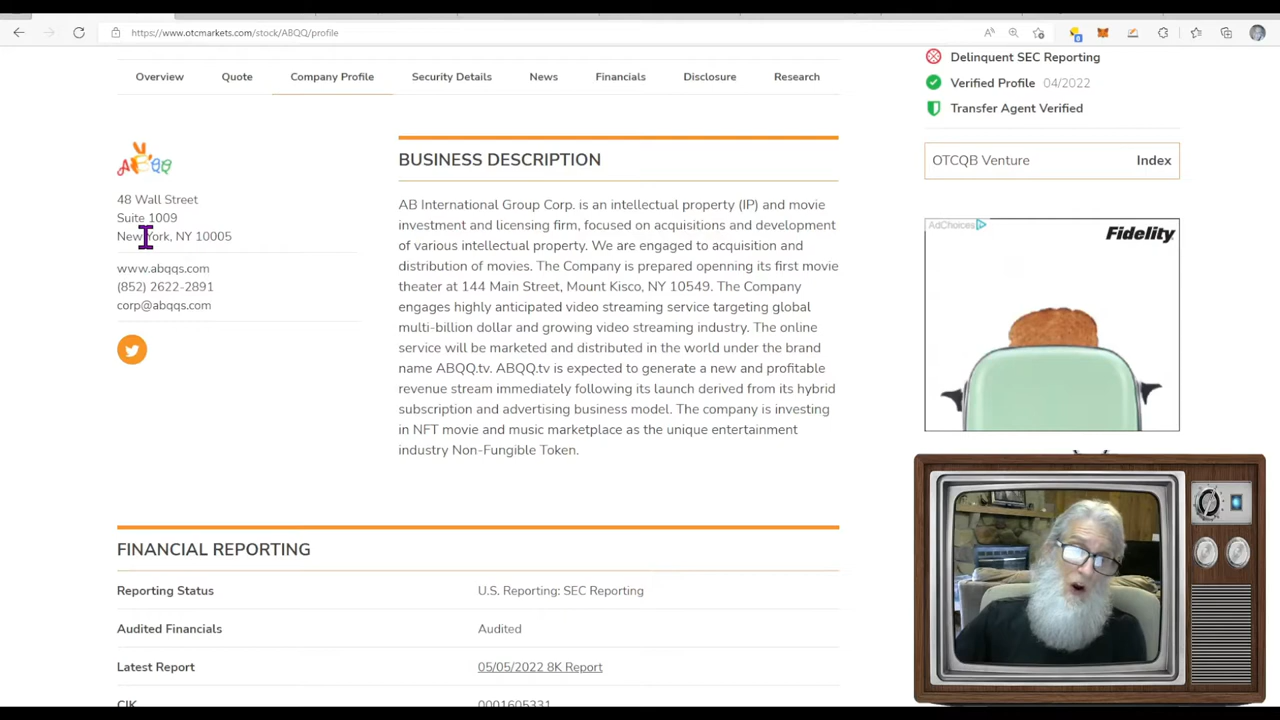 https://www.otcmarkets.com/stock/ABQQ/profile
Overview Quote Company Profile Security Details News Financials Disclosure Research
ABQQ
48 Wall Street
Suite 1009
New York, NY 10005
www.abqqs.com
(852) 2622-2891
corp@abqqs.com
BUSINESS DESCRIPTION
AB International Group Corp. is an intellectual property (IP) and movie
investment and licensing firm, focused on acquisitions and development
of various intellectual property. We are engaged to acquisition and
distribution of movies. The Company is prepared openning its first movie
theater at 144 Main Street, Mount Kisco, NY 10549. The Company
engages highly anticipated video streaming service targeting global
multi-billion dollar and growing video streaming industry. The online
service will be marketed and distributed in the world under the brand
name ABQQ.tv. ABQQ.tv is expected to generate a new and profitable
revenue stream immediately following its launch derived from its hybrid
subscription and advertising business model. The company is investing
in NFT movie and music marketplace as the unique entertainment
industry Non-Fungible Token.
FINANCIAL REPORTING
Reporting Status U.S. Reporting: SEC Reporting
Audited Financials Audited
Latest Report 05/05/2022 8K Report
CIK 0001605331
Delinquent SEC Reporting
Verified Profile 04/2022
Transfer Agent Verified
OTCQB Venture Index
AdChoices
Fidelity